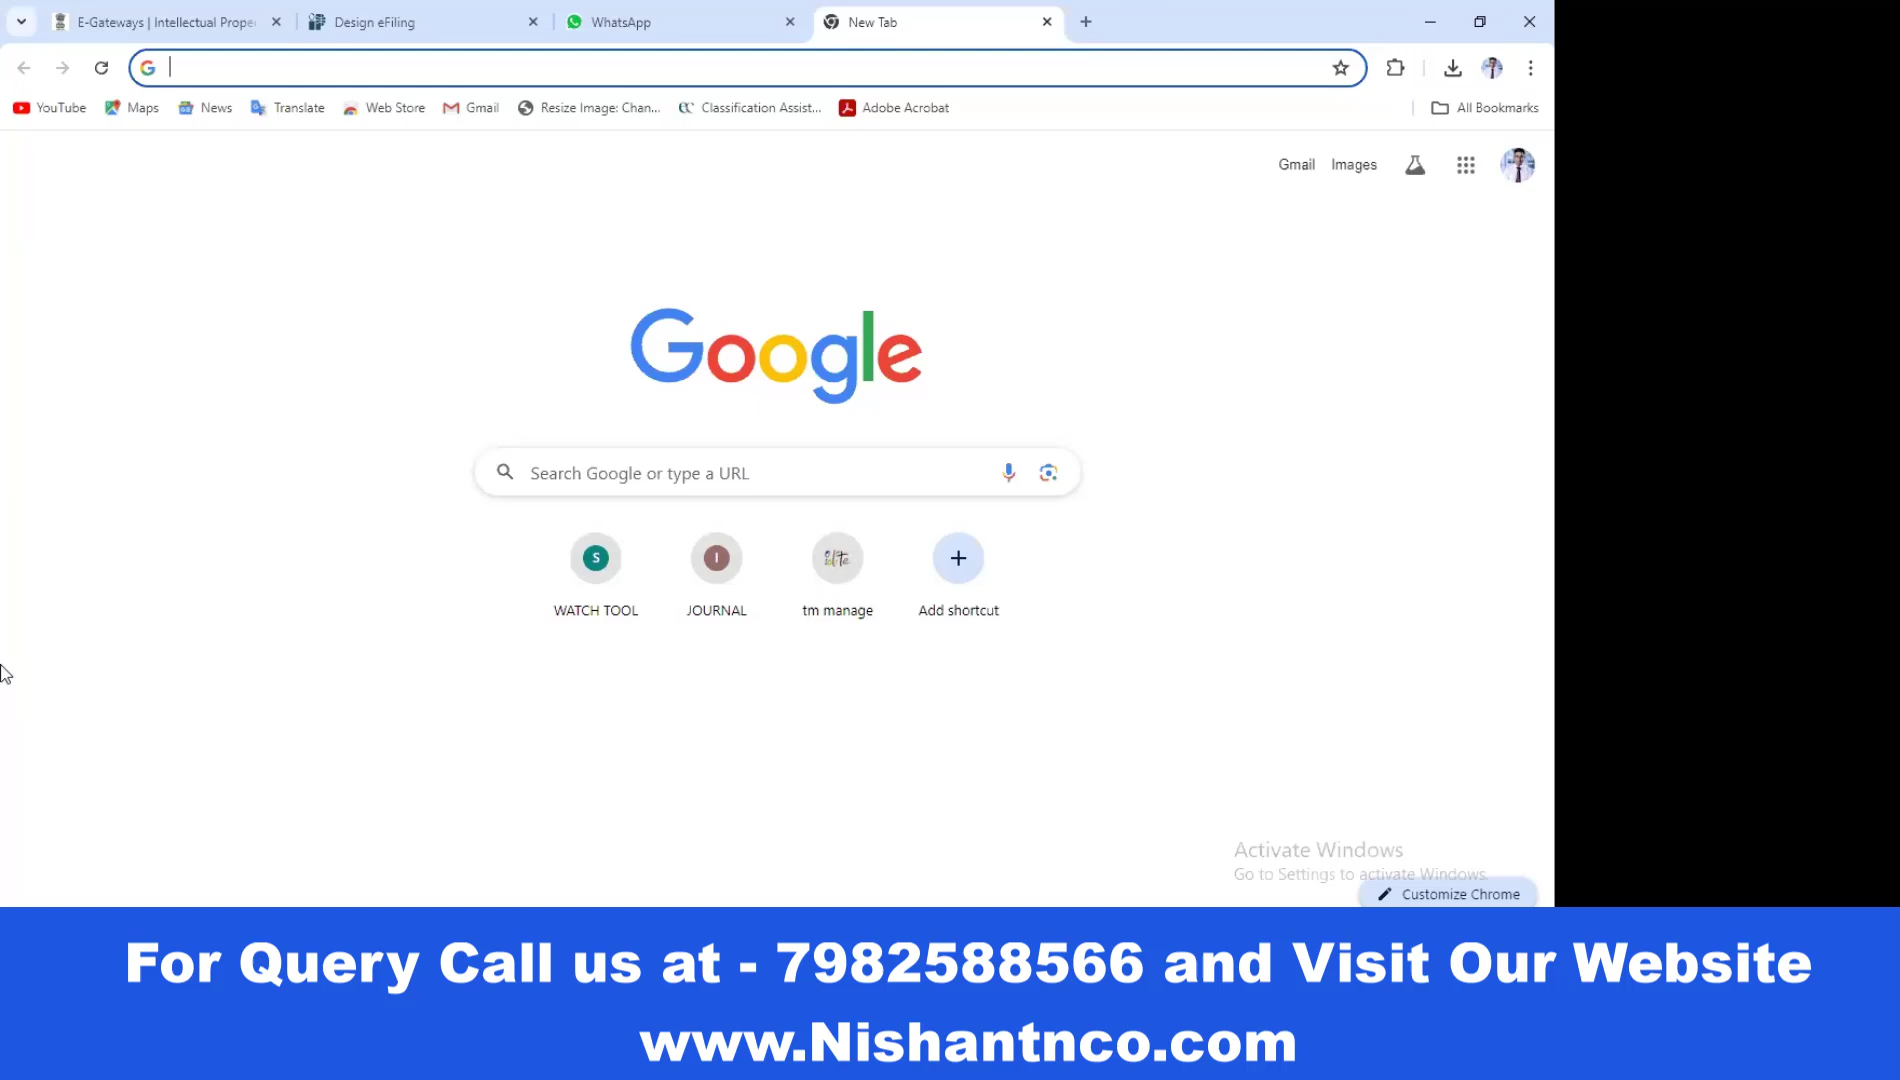 E-Gateways | Intellectual Prope
Design eFiling
WhatsApp
New Tab
YouTube
Maps
News
Translate
Web Store
Gmail
Resize Image: Chan...
Classification Assist...
Adobe Acrobat
All Bookmarks
Gmail
Images
Google
Search Google or type a URL
S
I
WATCH TOOL
JOURNAL
tm manage
Add shortcut
Activate Windows
Go to Settings to activate Windows.
Customize Chrome
For Query Call us at - 7982588566 and Visit Our Website
www.Nishantnco.com